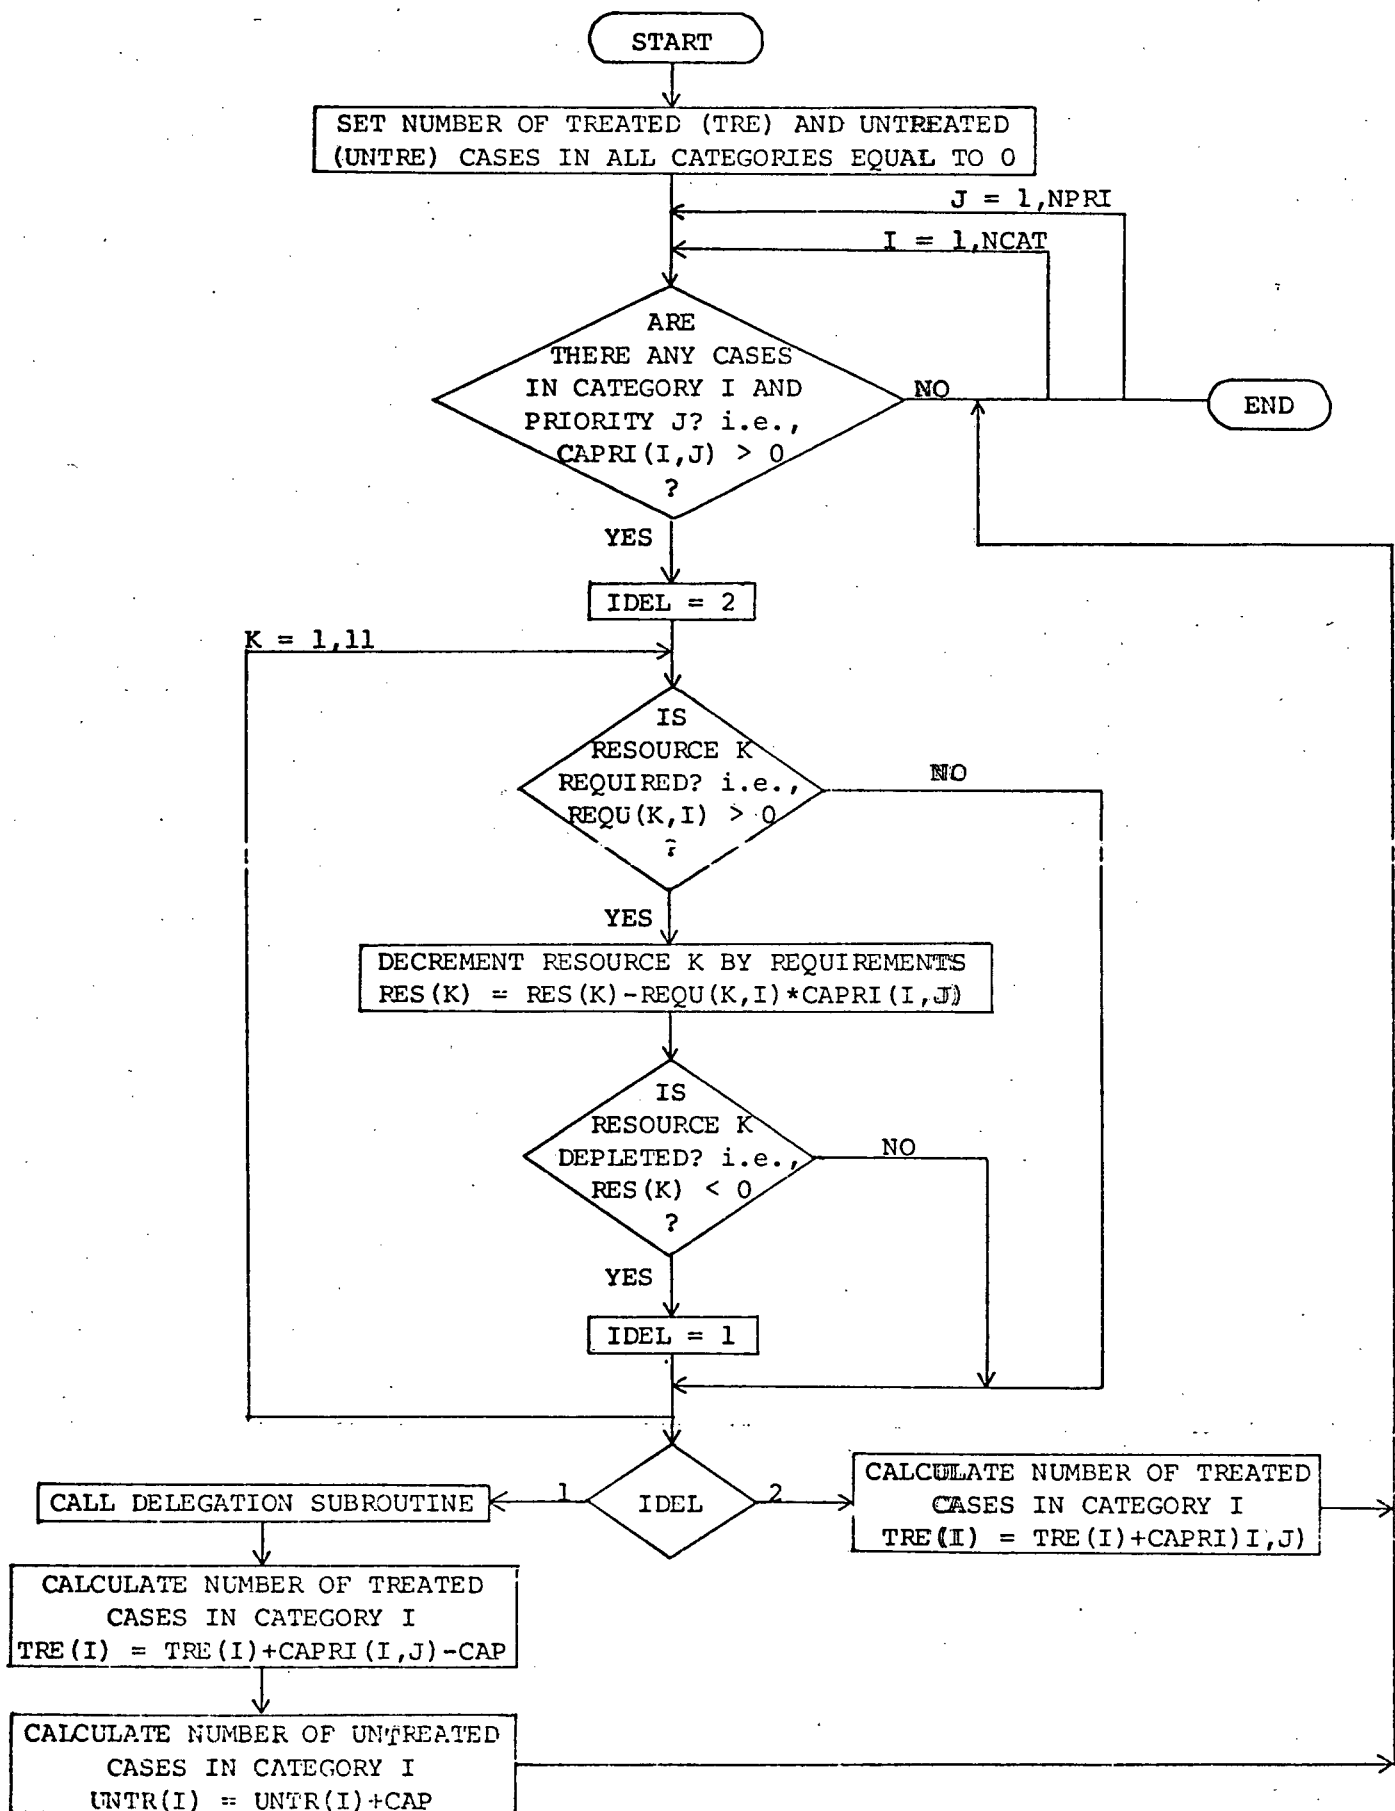 START
SET NUMBER OF TREATED (TRE) AND UNTREATED
(UNTRE) CASES IN ALL CATEGORIES EQUAL TO 0
J = 1,NPRI
I = 1,NCAT
ARE
THERE ANY CASES
IN CATEGORY I AND
PRIORITY J? i.e.,
CAPRI(I,J) > 0
?
NO
END
YES
IDEL = 2
K = 1,11
IS
RESOURCE K
REQUIRED? i.e.,
REQU(K,I) > 0
?
NO
YES
DECREMENT RESOURCE K BY REQUIREMENTS
RES(K) = RES(K)-REQU(K,I)*CAPRI(I,J)
IS
RESOURCE K
DEPLETED? i.e.,
RES(K) < 0
?
NO
YES
IDEL = 1
IDEL
1
2
CALL DELEGATION SUBROUTINE
CALCULATE NUMBER OF TREATED
CASES IN CATEGORY I
TRE(I) = TRE(I)+CAPRI)I,J)
CALCULATE NUMBER OF TREATED
CASES IN CATEGORY I
TRE(I) = TRE(I)+CAPRI(I,J)-CAP
CALCULATE NUMBER OF UNTREATED
CASES IN CATEGORY I
UNTR(I) = UNTR(I)+CAP